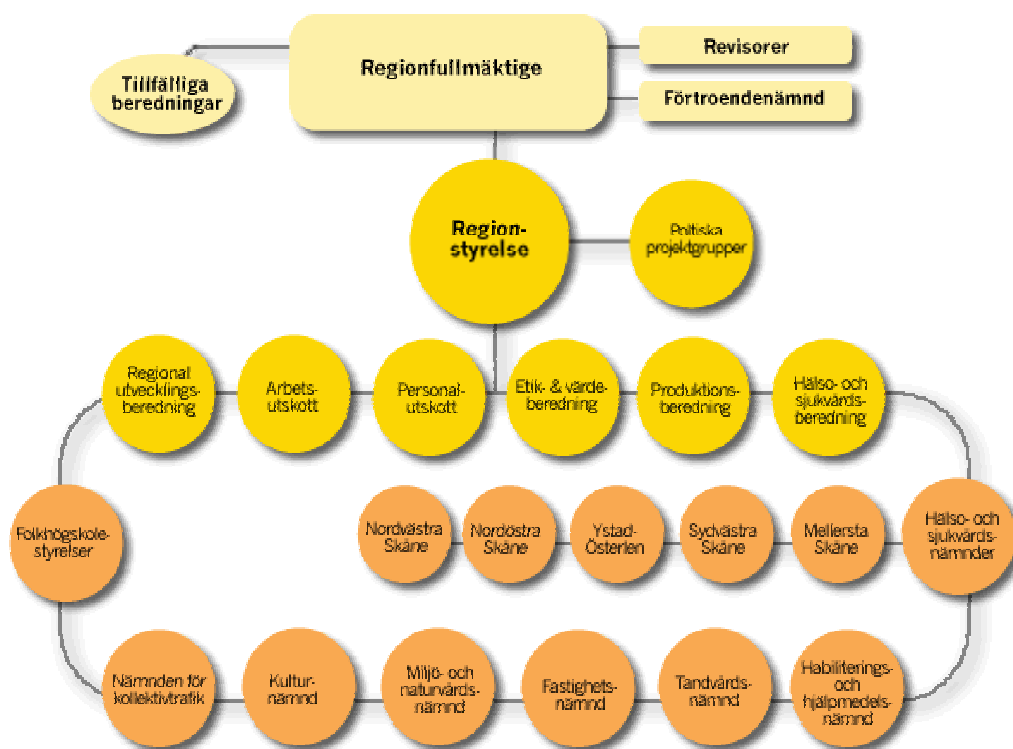 Regionfullmäktige
Revisorer
Förtroendenämnd
Tillfälliga
beredningar
Region-
styrelse
Politiska
projektgrupper
Regional
utvecklings-
beredning
Arbets-
utskott
Personal-
utskott
Etik- & värde-
beredning
Produktions-
beredning
Hälso- och
sjukvårds-
beredning
Folkhögskole-
styrelser
Nordvästra
Skåne
Nordöstra
Skåne
Ystad-
Österlen
Sydvästra
Skåne
Mellersta
Skåne
Hälso- och
sjukvårds-
nämnder
Nämnden för
kollektivtrafik
Kultur-
nämnd
Miljö- och
naturvårds-
nämnd
Fastighets-
nämnd
Tandvårds-
nämnd
Habiliterings-
och
hjälpmedels-
nämnd